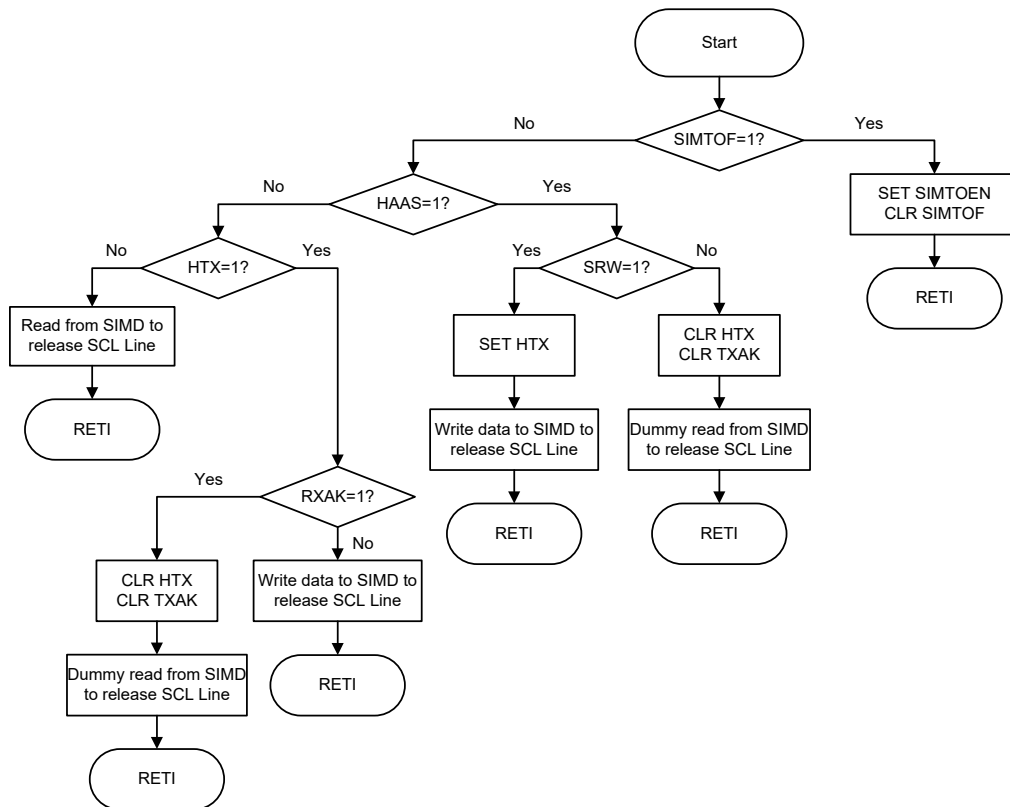 Start
No
Yes
SIMTOF=1?
No
Yes
HAAS=1?
SET SIMTOEN
CLR SIMTOF
No
Yes
HTX=1?
Yes
No
SRW=1?
RETI
Read from SIMD to
release SCL Line
SET HTX
CLR HTX
CLR TXAK
RETI
Write data to SIMD to
release SCL Line
Dummy read from SIMD
to release SCL Line
Yes
RXAK=1?
RETI
RETI
No
CLR HTX
CLR TXAK
Write data to SIMD to
release SCL Line
Dummy read from SIMD
to release SCL Line
RETI
RETI